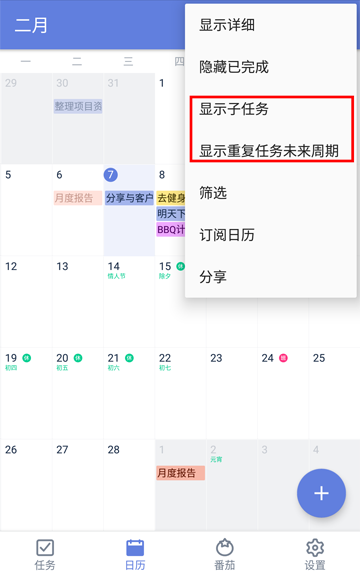 二月
显示详细
隐藏已完成
显示子任务
显示重复任务未来周期
筛选
订阅日历
分享
一 二 三 四
29 30 31 1
整理项目资
5 6 7 8
月度报告 分享与客户 去健身
明天下
BBQ计
12 13 14 15 休
情人节 除夕
19 休 20 休 21 休 22 23 24 班 25
初四 初五 初六 初七
26 27 28 1 2 3 4
元宵
月度报告
任务 日历 番茄 设置